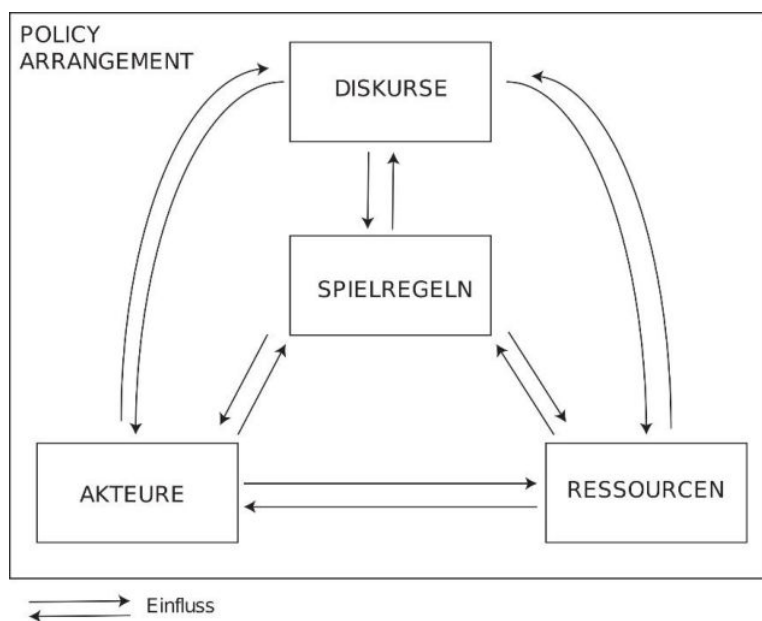 POLICY
ARRANGEMENT
DISKURSE
SPIELREGELN
AKTEURE
RESSOURCEN
Einfluss